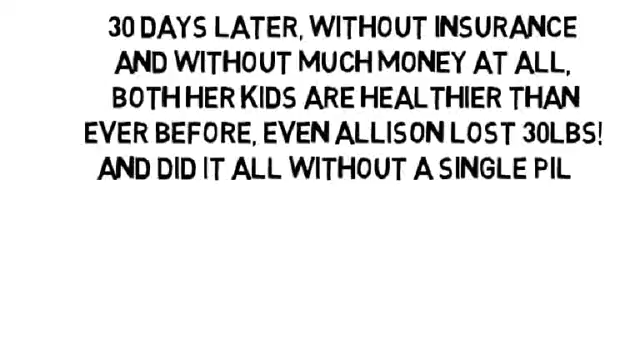 30 DAYS LATER, WITHOUT INSURANCE
AND WITHOUT MUCH MONEY AT ALL,
BOTH HER KIDS ARE HEALTHIER THAN
EVER BEFORE, EVEN ALLISON LOST 30LBS!
AND DID IT ALL WITHOUT A SINGLE PIL